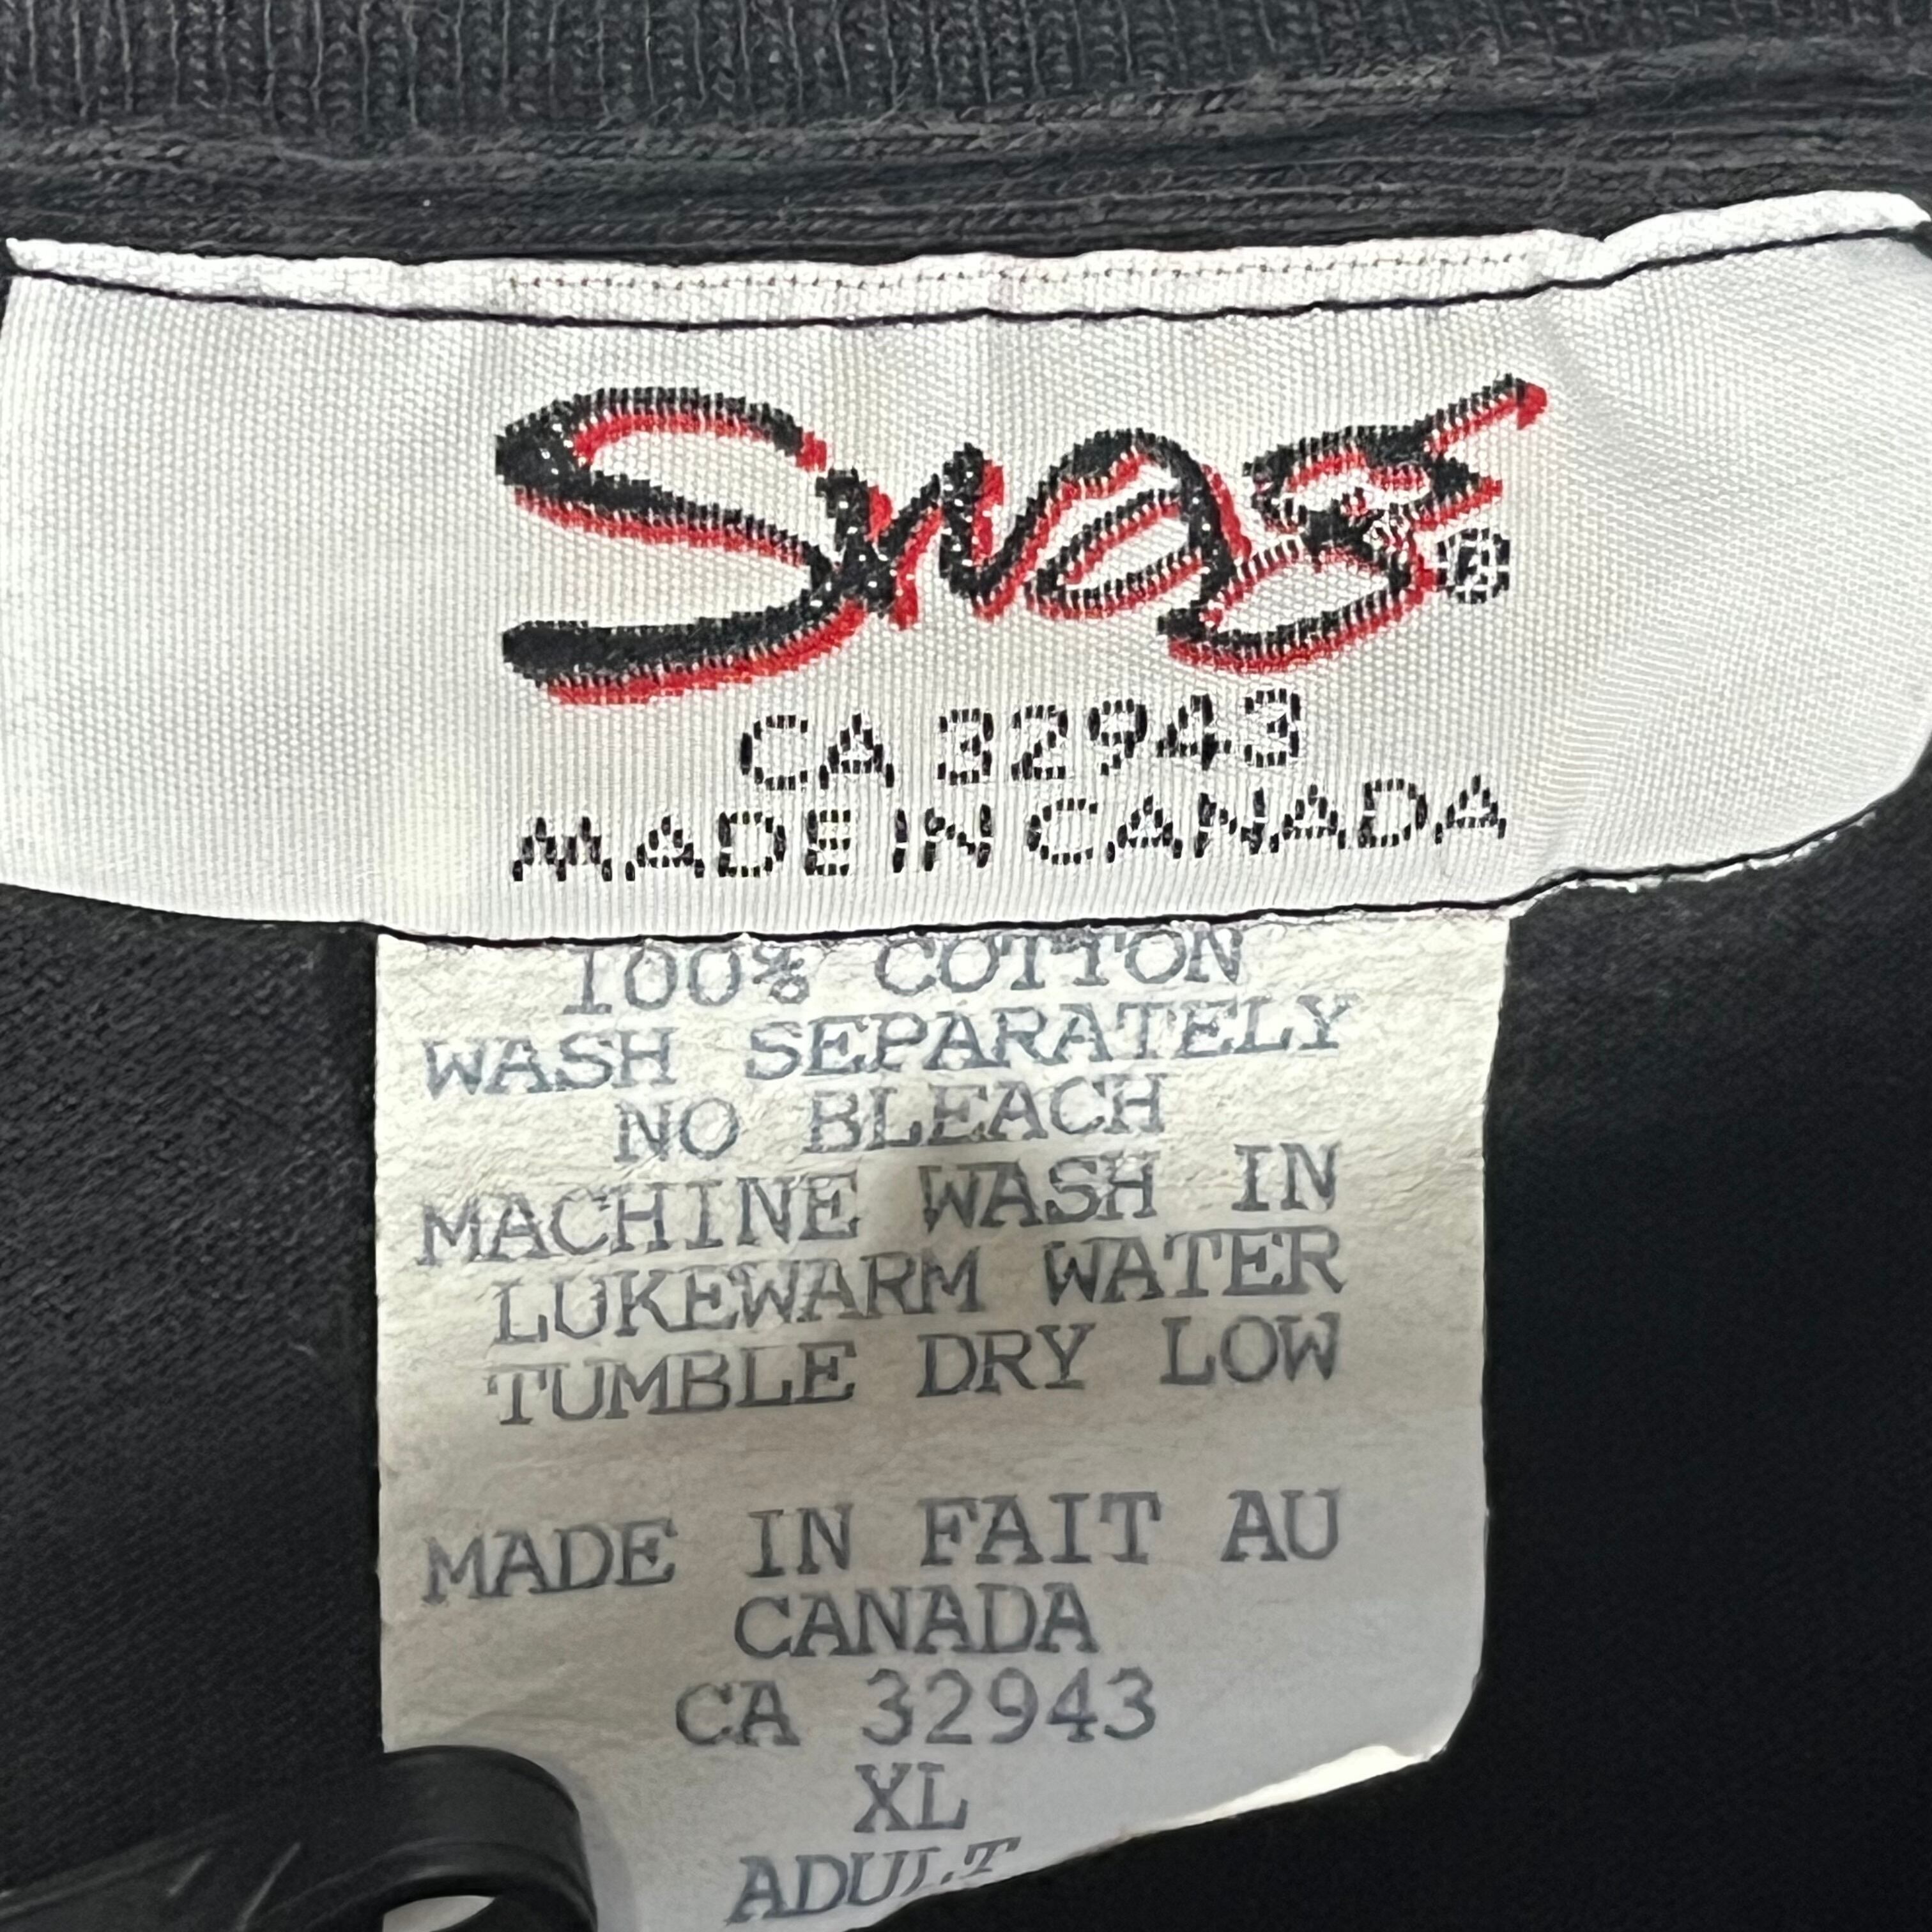 Swag ®
CA 32943
MADE IN CANADA
100% COTTON
WASH SEPARATELY
NO BLEACH
MACHINE WASH IN
LUKEWARM WATER
TUMBLE DRY LOW
MADE IN FAIT AU
CANADA
CA 32943
XL
ADULT